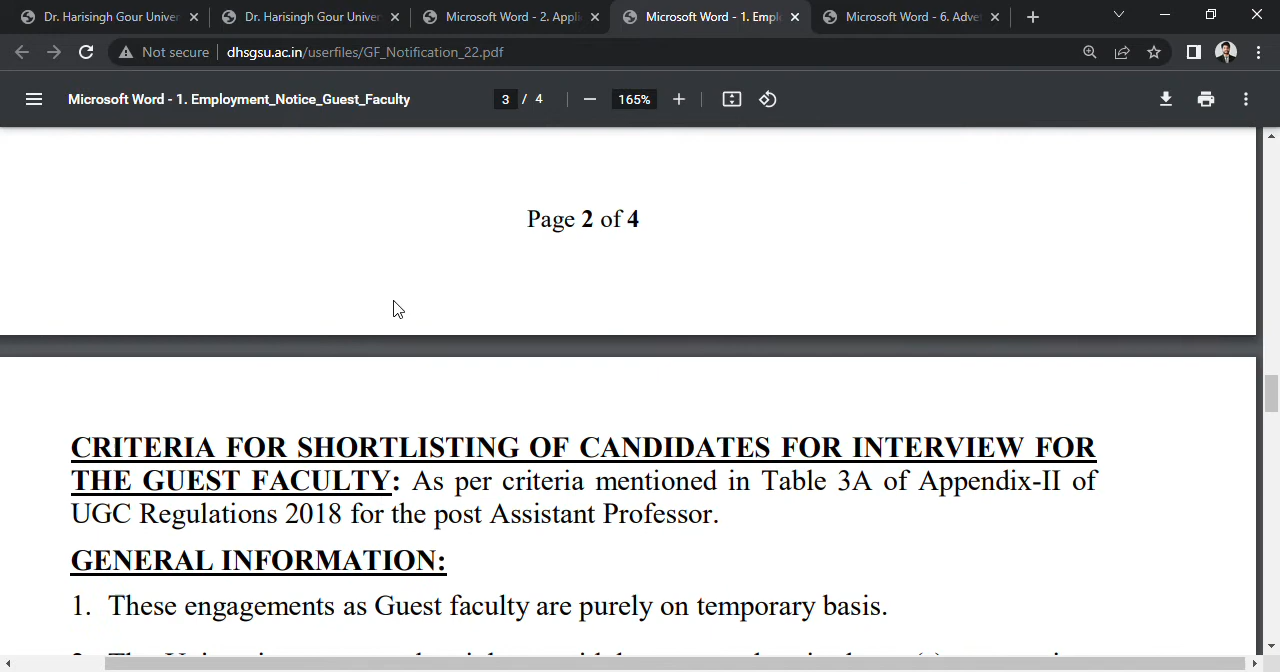 Dr. Harisingh Gour Univer
Dr. Harisingh Gour Univer
Microsoft Word - 2. Appli
Microsoft Word - 1. Empl
Microsoft Word - 6. Adve
Not secure
dhsgsu.ac.in/userfiles/GF_Notification_22.pdf
Microsoft Word - 1. Employment_Notice_Guest_Faculty
3 / 4
165%
Page 2 of 4
CRITERIA FOR SHORTLISTING OF CANDIDATES FOR INTERVIEW FOR
THE GUEST FACULTY: As per criteria mentioned in Table 3A of Appendix-II of
UGC Regulations 2018 for the post Assistant Professor.
GENERAL INFORMATION:
1. These engagements as Guest faculty are purely on temporary basis.